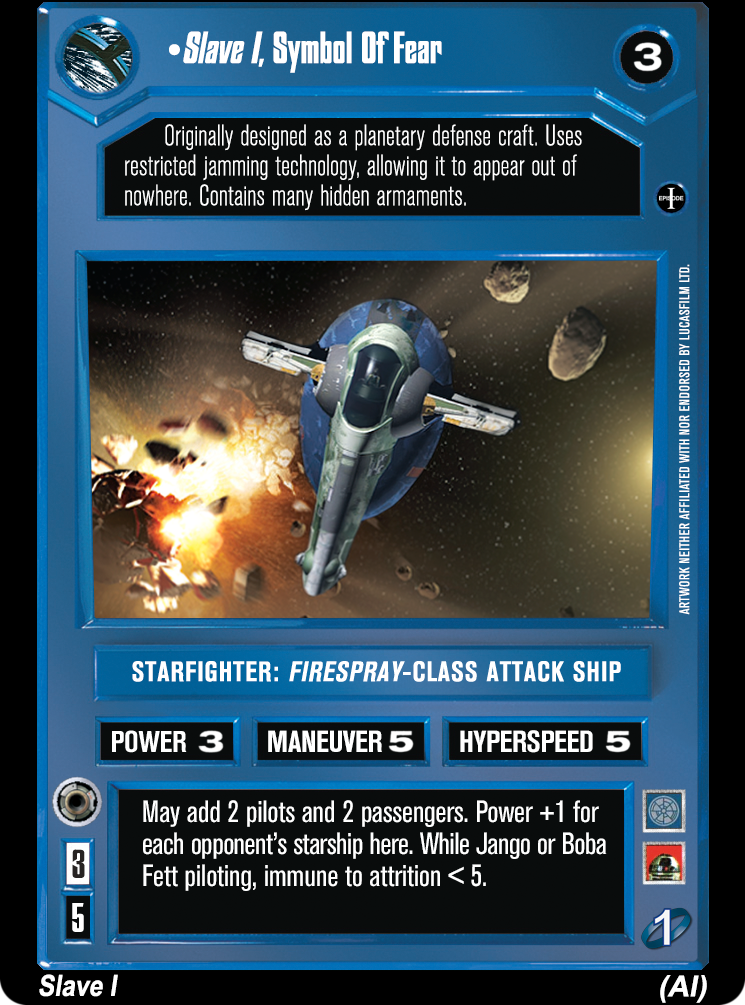 •Slave I, Symbol Of Fear
3
Originally designed as a planetary defense craft. Uses
restricted jamming technology, allowing it to appear out of
nowhere. Contains many hidden armaments.
EPISODE I
ARTWORK NEITHER AFFILIATED WITH NOR ENDORSED BY LUCASFILM LTD.
STARFIGHTER: FIRESPRAY-CLASS ATTACK SHIP
POWER 3 MANEUVER 5 HYPERSPEED 5
May add 2 pilots and 2 passengers. Power +1 for
each opponent's starship here. While Jango or Boba
Fett piloting, immune to attrition < 5.
3
5
1
Slave I (AI)